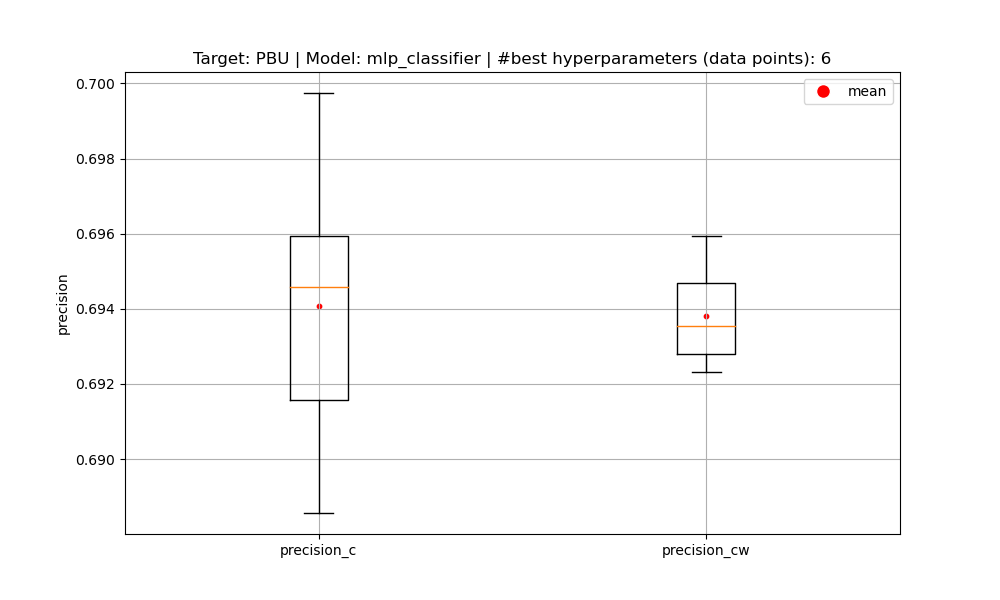 Target: PBU | Model: mlp_classifier | #best hyperparameters (data points): 6
mean
0.700
0.698
0.696
0.694
0.692
0.690
precision
precision_c
precision_cw